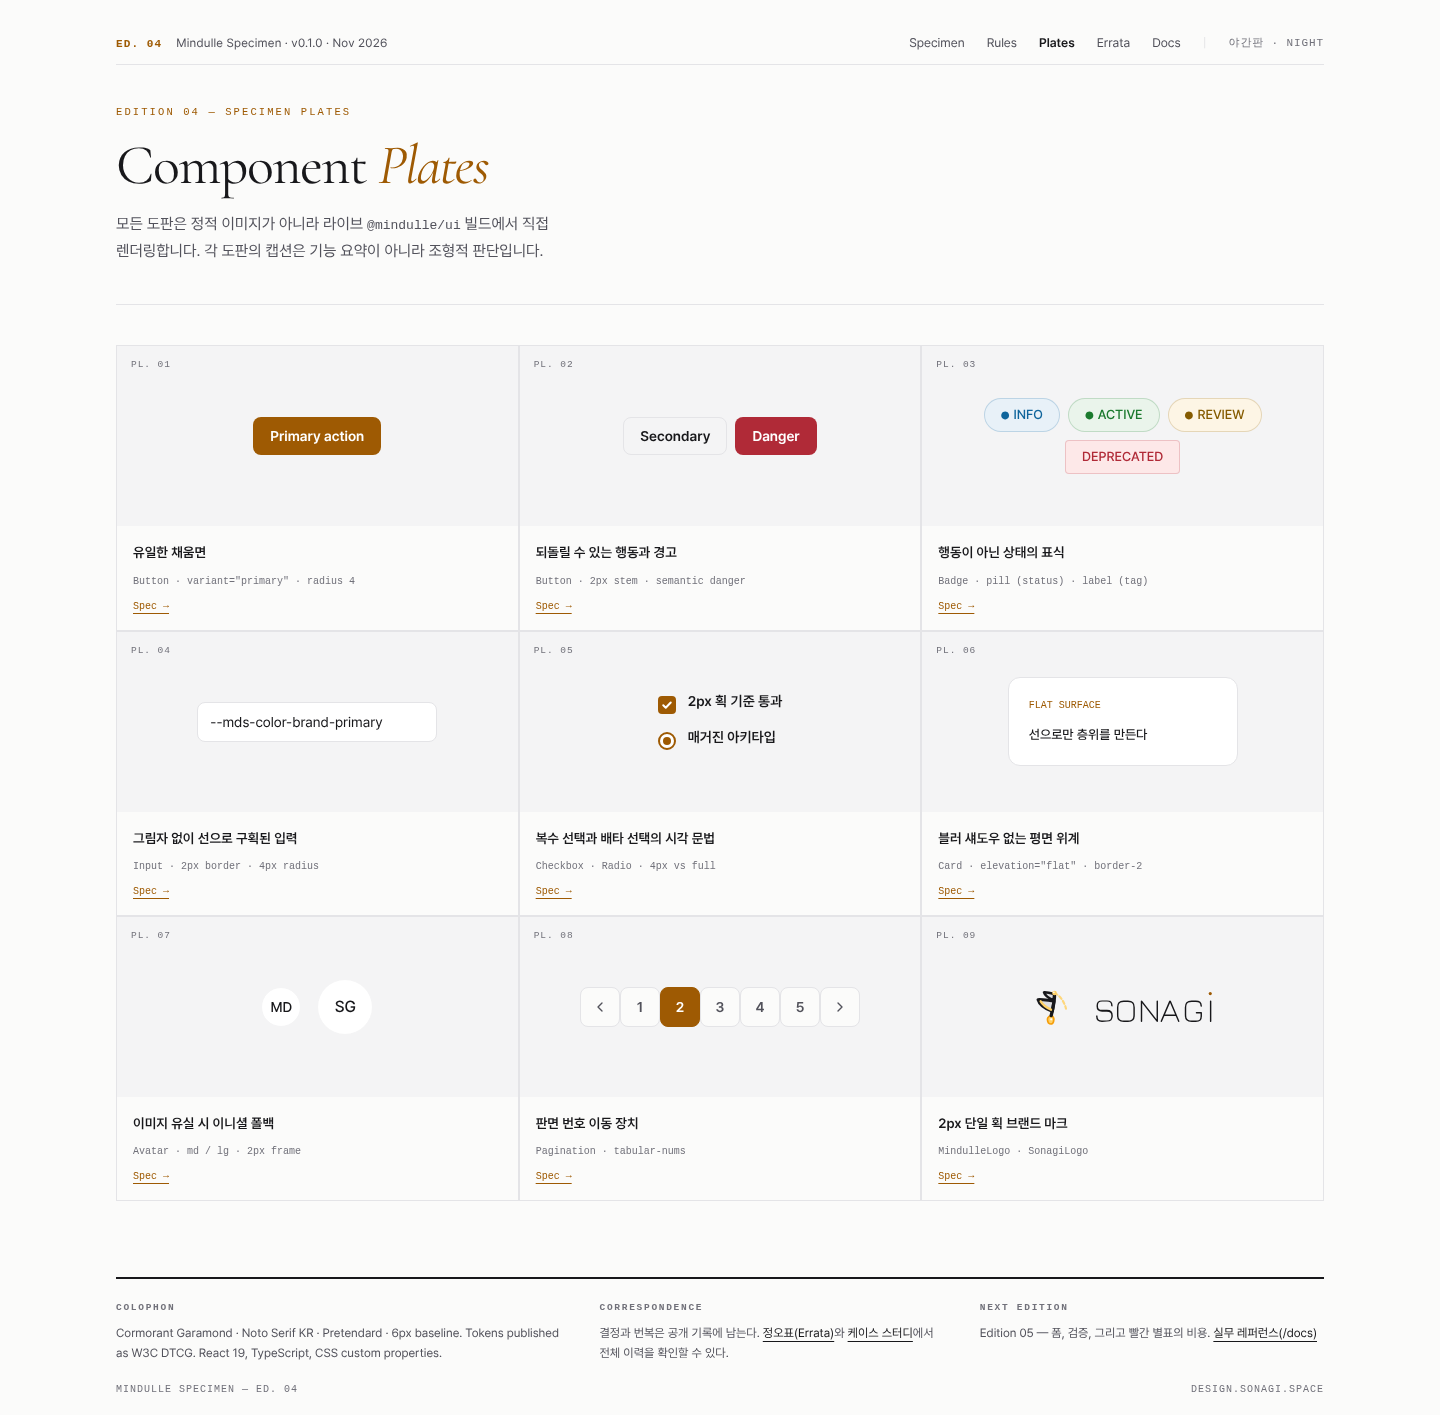 ED. 04 Mindulle Specimen · v0.1.0 · Nov 2026
Specimen Rules Plates Errata Docs 야간판 · NIGHT
EDITION 04 — SPECIMEN PLATES
Component Plates
모든 도판은 정적 이미지가 아니라 라이브 @mindulle/ui 빌드에서 직접
렌더링합니다. 각 도판의 캡션은 기능 요약이 아니라 조형적 판단입니다.
PL. 01
Primary action
유일한 채움면
Button · variant="primary" · radius 4
Spec →
PL. 02
Secondary Danger
되돌릴 수 있는 행동과 경고
Button · 2px stem · semantic danger
Spec →
PL. 03
INFO ACTIVE REVIEW
DEPRECATED
행동이 아닌 상태의 표식
Badge · pill (status) · label (tag)
Spec →
PL. 04
--mds-color-brand-primary
그림자 없이 선으로 구획된 입력
Input · 2px border · 4px radius
Spec →
PL. 05
2px 획 기준 통과
매거진 아키타입
복수 선택과 배타 선택의 시각 문법
Checkbox · Radio · 4px vs full
Spec →
PL. 06
FLAT SURFACE
선으로만 층위를 만든다
블러 섀도우 없는 평면 위계
Card · elevation="flat" · border-2
Spec →
PL. 07
MD SG
이미지 유실 시 이니셜 폴백
Avatar · md / lg · 2px frame
Spec →
PL. 08
1 2 3 4 5
판면 번호 이동 장치
Pagination · tabular-nums
Spec →
PL. 09
SONAGi
2px 단일 획 브랜드 마크
MindulleLogo · SonagiLogo
Spec →
COLOPHON
Cormorant Garamond · Noto Serif KR · Pretendard · 6px baseline. Tokens published
as W3C DTCG. React 19, TypeScript, CSS custom properties.
CORRESPONDENCE
결정과 번복은 공개 기록에 남는다. 정오표(Errata)와 케이스 스터디에서
전체 이력을 확인할 수 있다.
NEXT EDITION
Edition 05 — 폼, 검증, 그리고 빨간 별표의 비용. 실무 레퍼런스(/docs)
MINDULLE SPECIMEN — ED. 04
DESIGN.SONAGI.SPACE